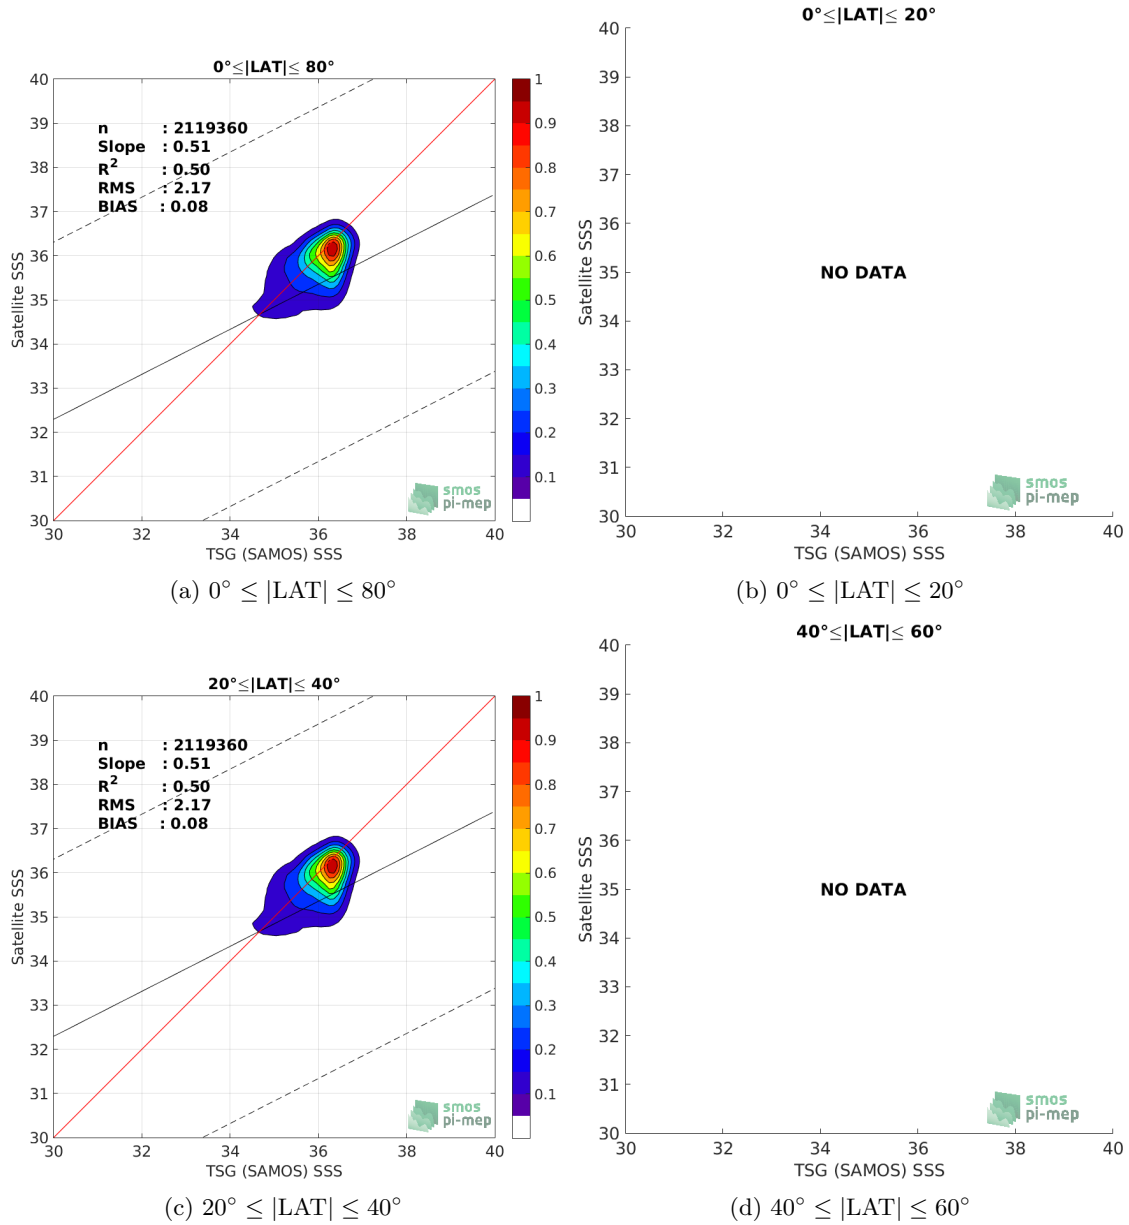 0°≤|LAT|≤ 80°
40
39
38
37
36
35
34
33
32
31
30
Satellite SSS
n : 2119360
Slope : 0.51
R² : 0.50
RMS : 2.17
BIAS : 0.08
smos
pi-mep
30 32 34 36 38 40
TSG (SAMOS) SSS
1
0.9
0.8
0.7
0.6
0.5
0.4
0.3
0.2
0.1
(a) 0° ≤ |LAT| ≤ 80°
0°≤|LAT|≤ 20°
40
39
38
37
36
35
34
33
32
31
30
Satellite SSS
NO DATA
smos
pi-mep
30 32 34 36 38 40
TSG (SAMOS) SSS
(b) 0° ≤ |LAT| ≤ 20°
20°≤|LAT|≤ 40°
40
39
38
37
36
35
34
33
32
31
30
Satellite SSS
n : 2119360
Slope : 0.51
R² : 0.50
RMS : 2.17
BIAS : 0.08
smos
pi-mep
30 32 34 36 38 40
TSG (SAMOS) SSS
1
0.9
0.8
0.7
0.6
0.5
0.4
0.3
0.2
0.1
(c) 20° ≤ |LAT| ≤ 40°
40°≤|LAT|≤ 60°
40
39
38
37
36
35
34
33
32
31
30
Satellite SSS
NO DATA
smos
pi-mep
30 32 34 36 38 40
TSG (SAMOS) SSS
(d) 40° ≤ |LAT| ≤ 60°